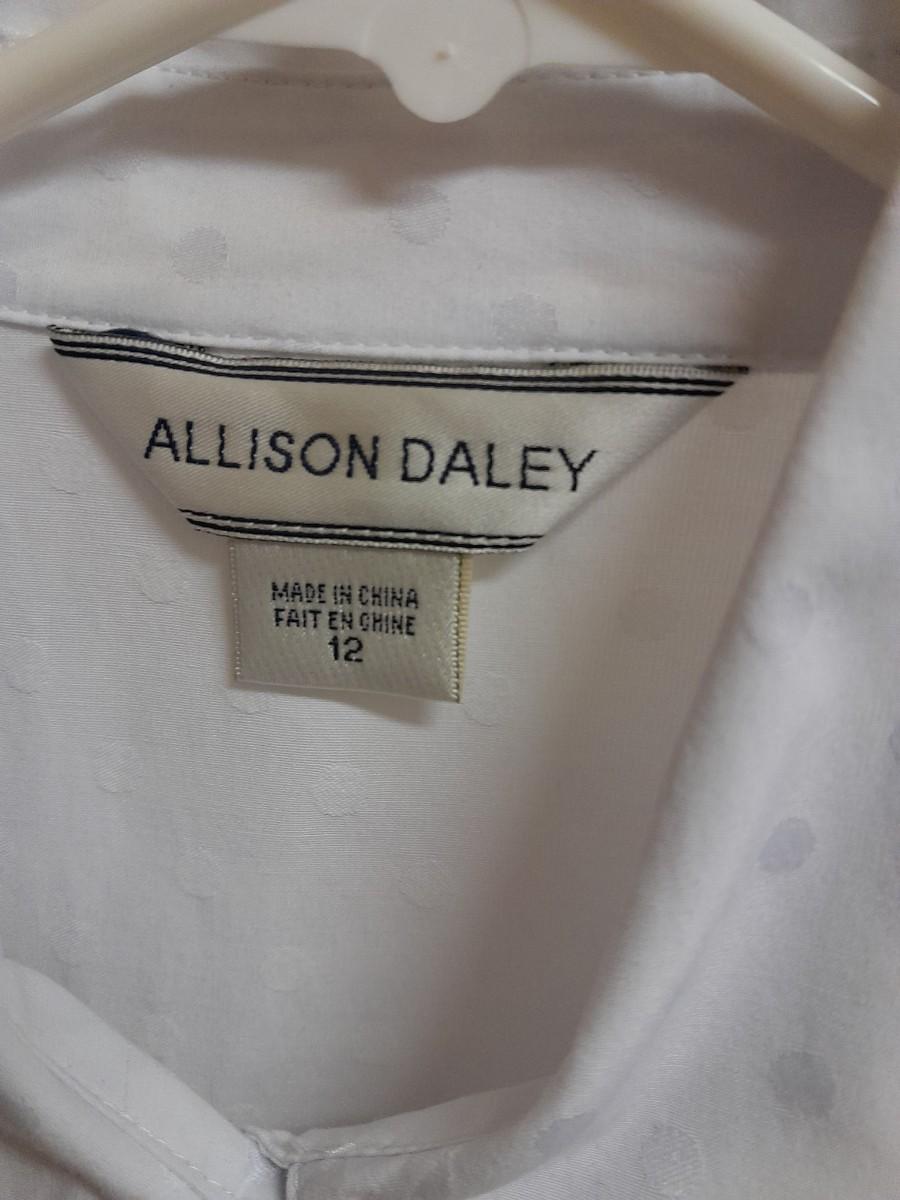 ALLISON DALEY
MADE IN CHINA
FAIT EN CHINE
12